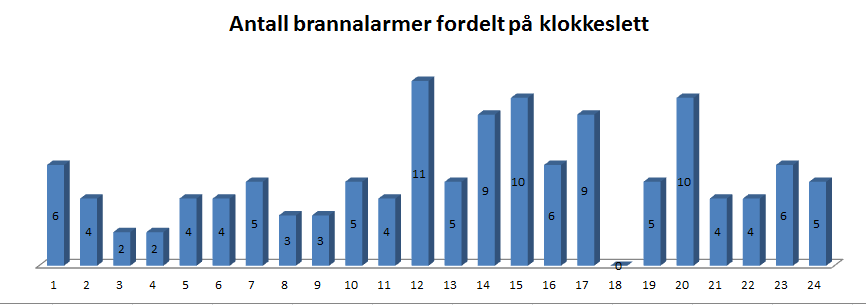 Antall brannalarmer fordelt på klokkeslett
6 4 2 2 4 4 5 3 3 5 4 11 5 9 10 6 9 0 5 10 4 4 6 5
1 2 3 4 5 6 7 8 9 10 11 12 13 14 15 16 17 18 19 20 21 22 23 24